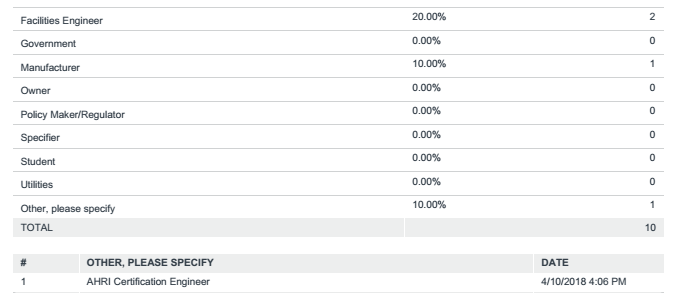 Facilities Engineer 20.00% 2
Government 0.00% 0
Manufacturer 10.00% 1
Owner 0.00% 0
Policy Maker/Regulator 0.00% 0
Specifier 0.00% 0
Student 0.00% 0
Utilities 0.00% 0
Other, please specify 10.00% 1
TOTAL 10
# OTHER, PLEASE SPECIFY DATE
1 AHRI Certification Engineer 4/10/2018 4:06 PM